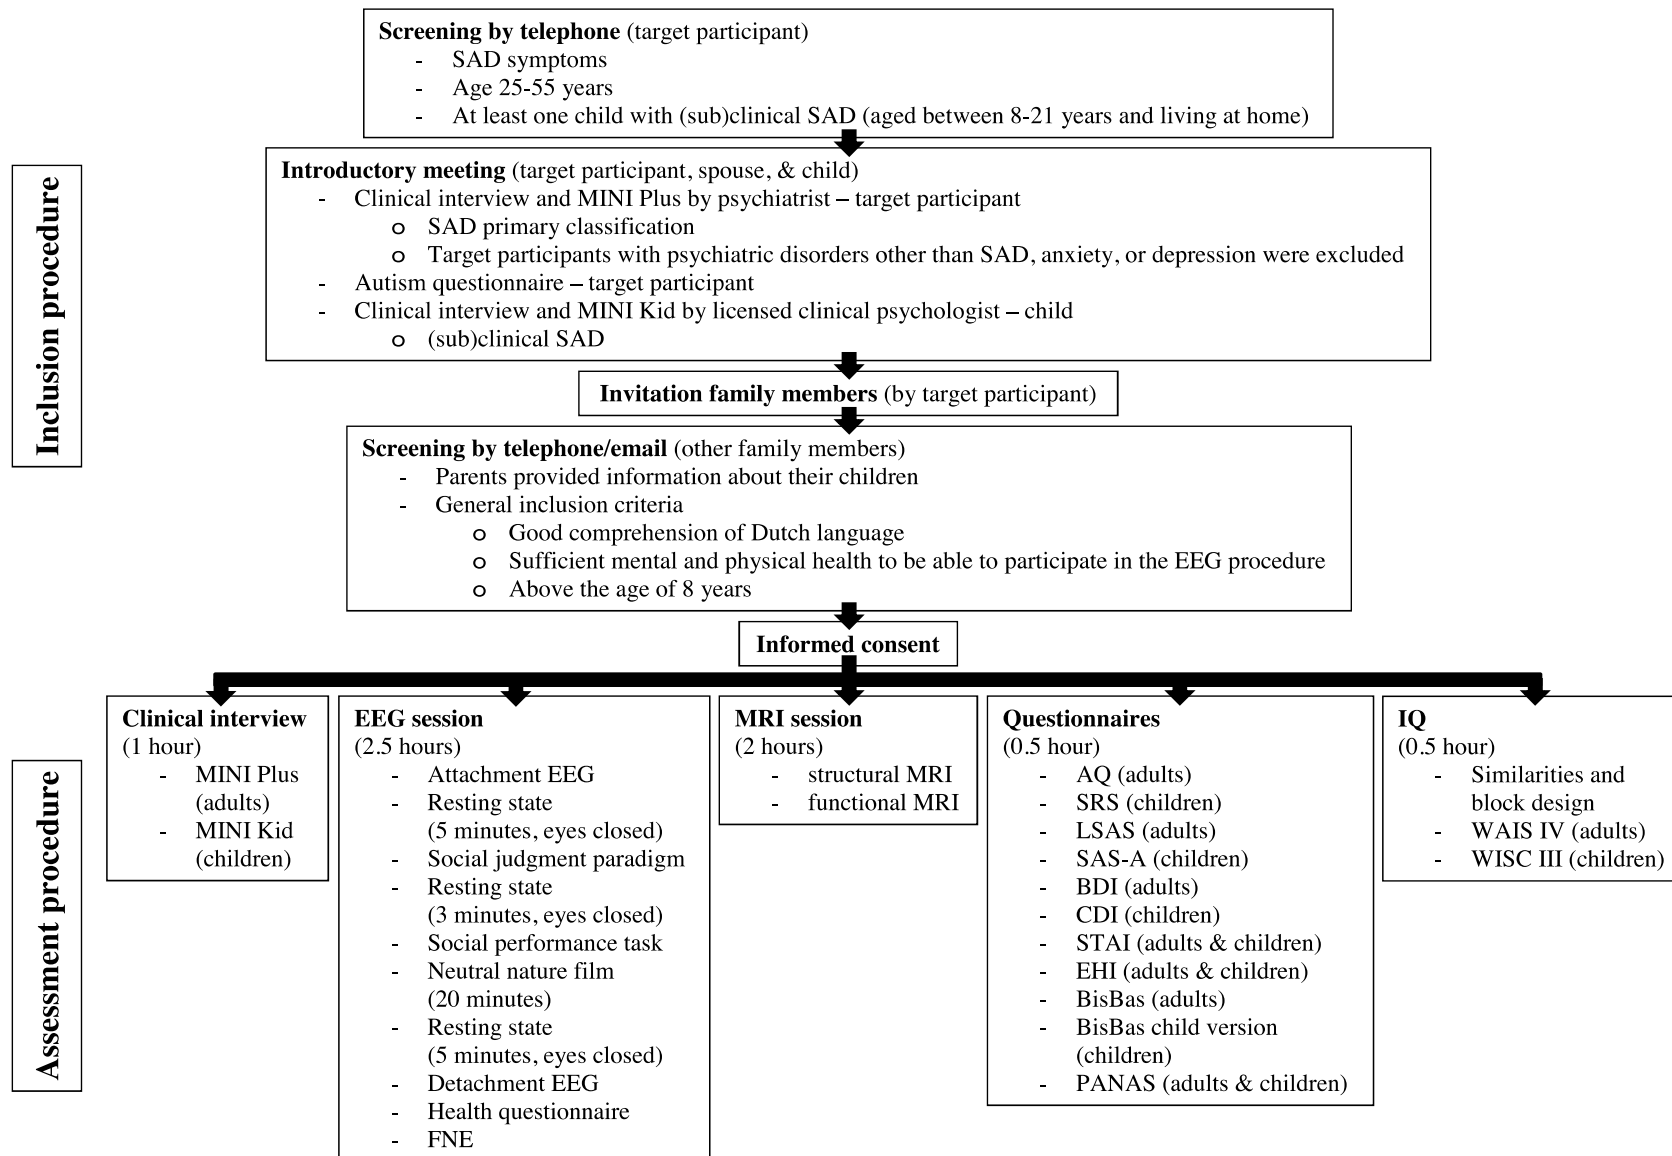 Screening by telephone (target participant)
- SAD symptoms
- Age 25-55 years
- At least one child with (sub)clinical SAD (aged between 8-21 years and living at home)
Inclusion procedure
Introductory meeting (target participant, spouse, & child)
- Clinical interview and MINI Plus by psychiatrist – target participant
o SAD primary classification
o Target participants with psychiatric disorders other than SAD, anxiety, or depression were excluded
- Autism questionnaire – target participant
- Clinical interview and MINI Kid by licensed clinical psychologist – child
o (sub)clinical SAD
Invitation family members (by target participant)
Screening by telephone/email (other family members)
- Parents provided information about their children
- General inclusion criteria
o Good comprehension of Dutch language
o Sufficient mental and physical health to be able to participate in the EEG procedure
o Above the age of 8 years
Informed consent
Assessment procedure
Clinical interview
(1 hour)
- MINI Plus
(adults)
- MINI Kid
(children)
EEG session
(2.5 hours)
- Attachment EEG
- Resting state
(5 minutes, eyes closed)
- Social judgment paradigm
- Resting state
(3 minutes, eyes closed)
- Social performance task
- Neutral nature film
(20 minutes)
- Resting state
(5 minutes, eyes closed)
- Detachment EEG
- Health questionnaire
- FNE
MRI session
(2 hours)
- structural MRI
- functional MRI
Questionnaires
(0.5 hour)
- AQ (adults)
- SRS (children)
- LSAS (adults)
- SAS-A (children)
- BDI (adults)
- CDI (children)
- STAI (adults & children)
- EHI (adults & children)
- BisBas (adults)
- BisBas child version
(children)
- PANAS (adults & children)
IQ
(0.5 hour)
- Similarities and
block design
- WAIS IV (adults)
- WISC III (children)